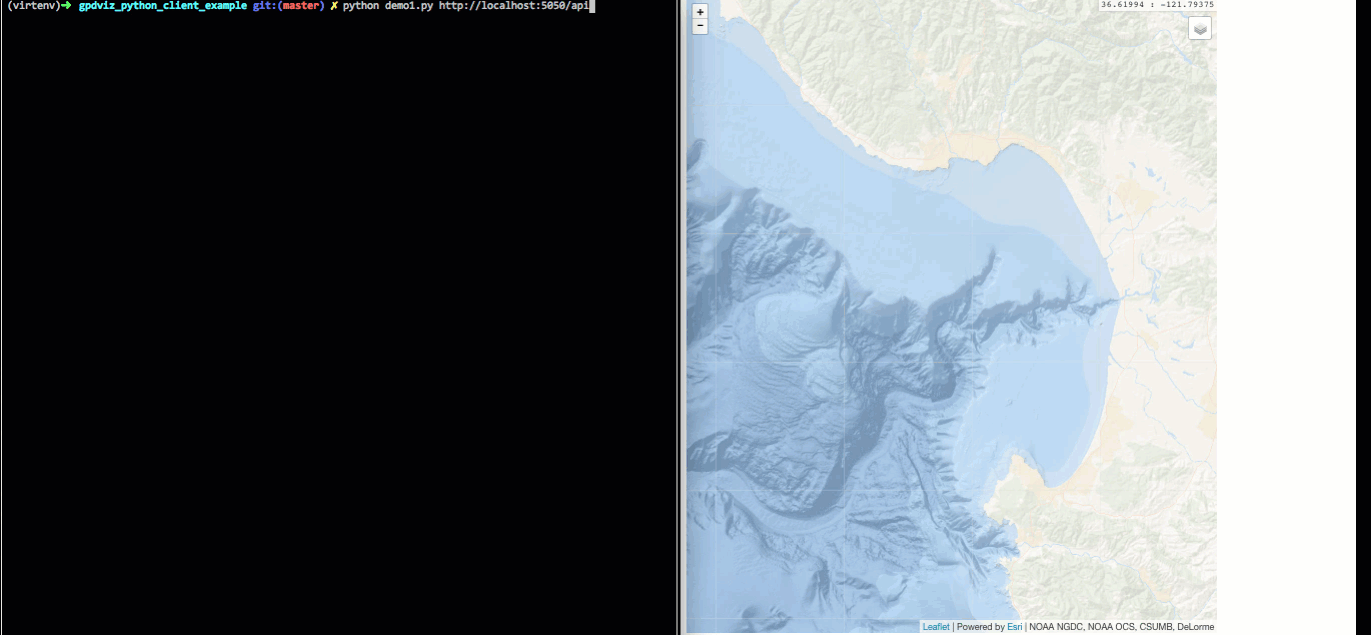 (virtenv)➜ gpdviz_python_client_example git:(master) ✗ python demo1.py http://localhost:5050/api
36.61994 : -121.79375
+
−
Leaflet | Powered by Esri | NOAA NGDC, NOAA OCS, CSUMB, DeLorme